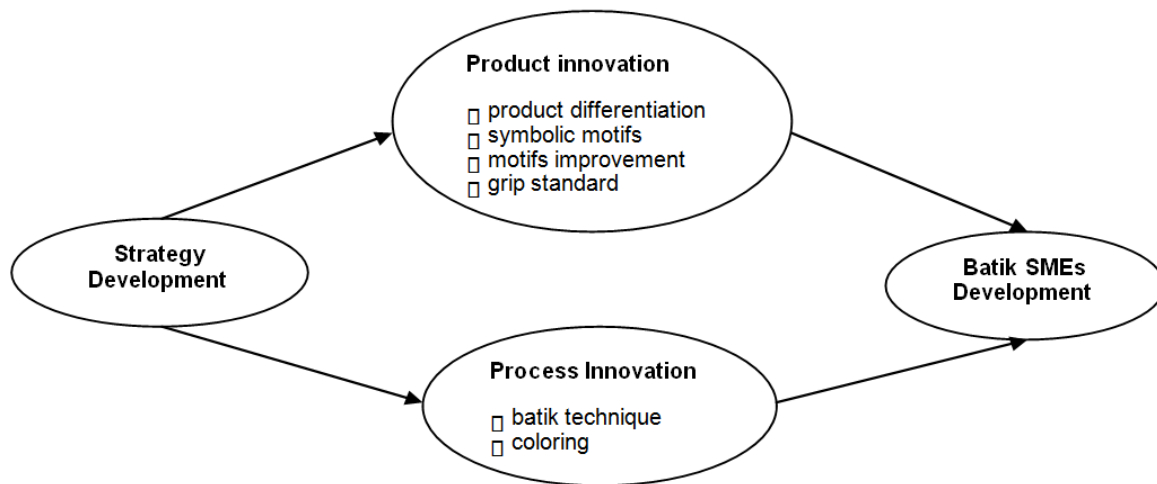 Product innovation
▯ product differentiation
▯ symbolic motifs
▯ motifs improvement
▯ grip standard
Strategy
Development
Batik SMEs
Development
Process Innovation
▯ batik technique
▯ coloring